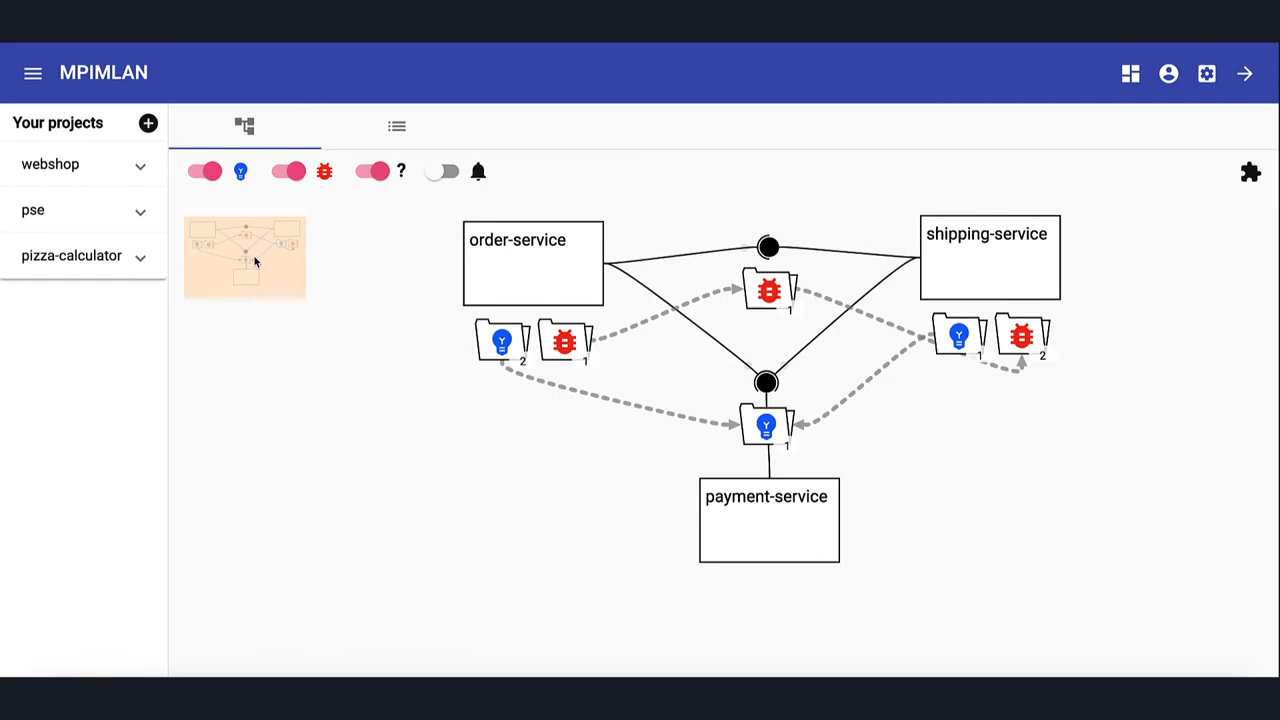 MPIMLAN
Your projects
webshop
pse
pizza-calculator
?
order-service
shipping-service
1
2
1
1
2
1
payment-service